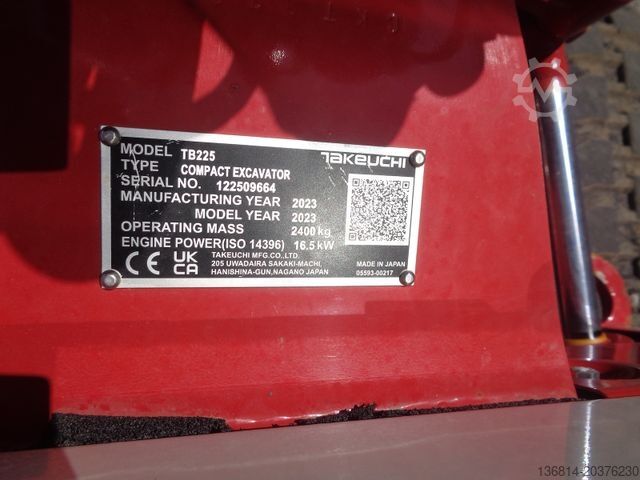 TAKEUCHI
MODEL TB225
TYPE COMPACT EXCAVATOR
SERIAL NO. 122509664
MANUFACTURING YEAR 2023
MODEL YEAR 2023
OPERATING MASS 2400 kg
ENGINE POWER(ISO 14396) 16.5 kW
TAKEUCHI MFG.CO.,LTD.
205 UWADAIRA SAKAKI-MACHI,
HANISHINA-GUN,NAGANO JAPAN
CE UK CA
MADE IN JAPAN
05593-00217
136814-20376230